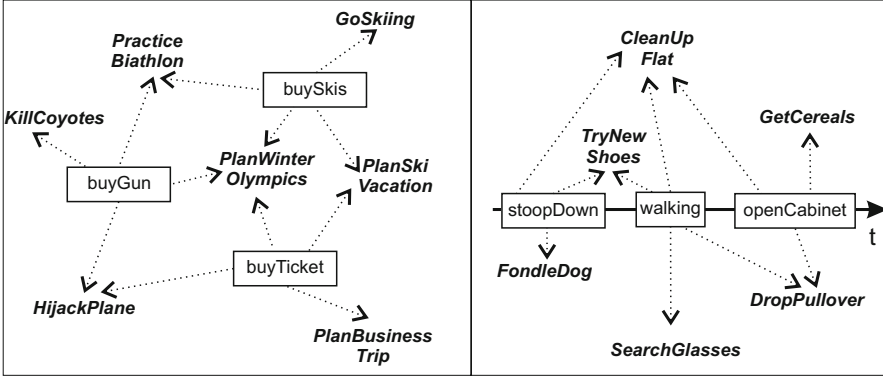 GoSkiing
Practice
Biathlon
buySkis
KillCoyotes
PlanWinter
Olympics
PlanSki
Vacation
buyGun
buyTicket
HijackPlane
PlanBusiness
Trip
CleanUp
Flat
GetCereals
TryNew
Shoes
stoopDown
walking
openCabinet
t
FondleDog
DropPullover
SearchGlasses